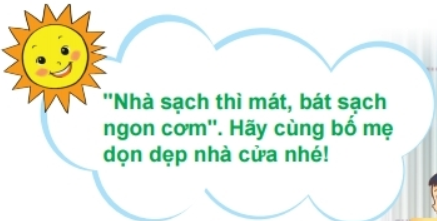 "Nhà sạch thì mát, bát sạch
ngon cơm". Hãy cùng bố mẹ
dọn dẹp nhà cửa nhé!